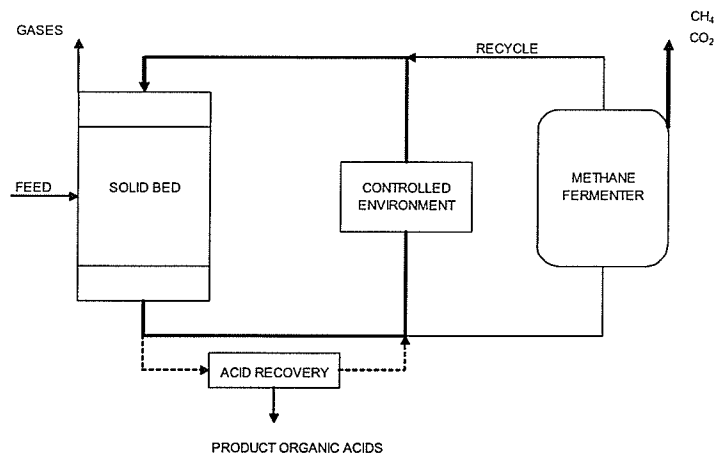 GASES
CH₄
CO₂
RECYCLE
FEED
SOLID BED
CONTROLLED
ENVIRONMENT
METHANE
FERMENTER
ACID RECOVERY
PRODUCT ORGANIC ACIDS